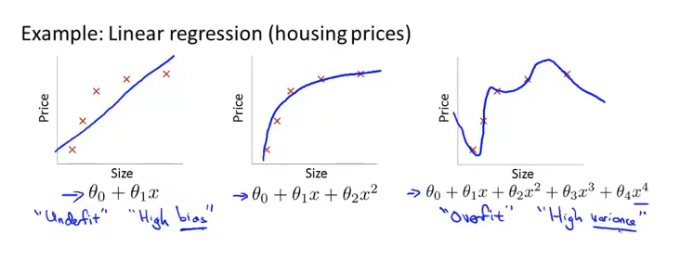 Example: Linear regression (housing prices)
Price
Size
→ θ₀ + θ₁x
"Underfit" "High bias"
Price
Size
→ θ₀ + θ₁x + θ₂x²
Price
Size
→ θ₀ + θ₁x + θ₂x² + θ₃x³ + θ₄x⁴
"Overfit" "High variance"